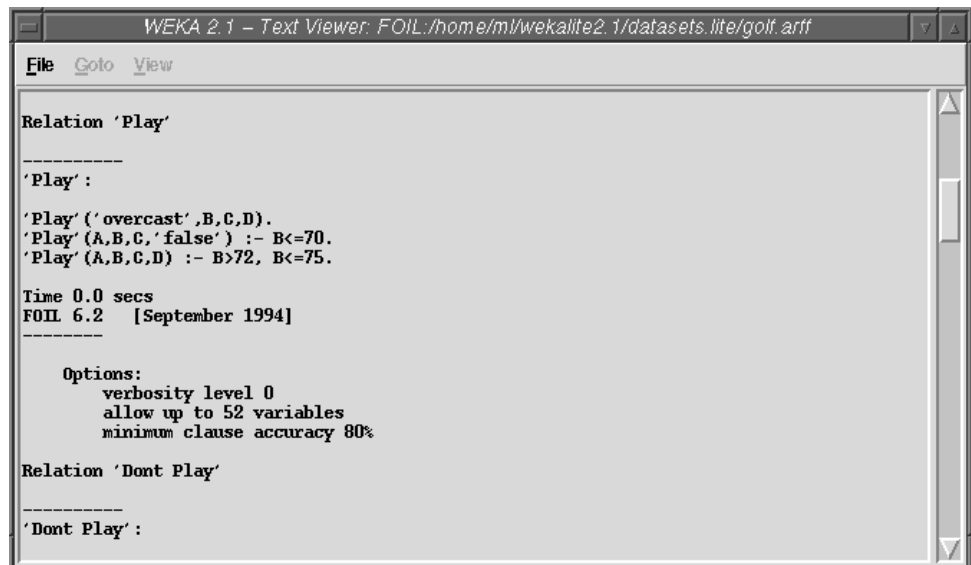 WEKA 2.1 – Text Viewer: FOIL:/home/ml/wekalite2.1/datasets.lite/golf.arff
File Goto View
Relation 'Play'
----------
'Play':
'Play'('overcast',B,C,D).
'Play'(A,B,C,'false') :- B<=70.
'Play'(A,B,C,D) :- B>72, B<=75.
Time 0.0 secs
FOIL 6.2 [September 1994]
--------
Options:
verbosity level 0
allow up to 52 variables
minimum clause accuracy 80%
Relation 'Dont Play'
----------
'Dont Play':